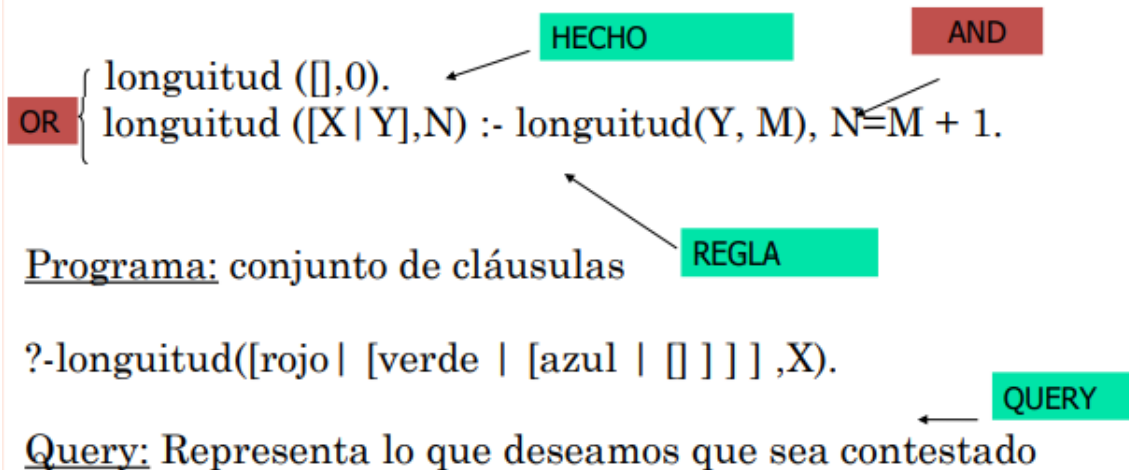 HECHO
AND
longuitud ([],0).
OR
longuitud ([X|Y],N) :- longuitud(Y, M), N=M + 1.
REGLA
Programa: conjunto de cláusulas
?-longuitud([rojo| [verde | [azul | [] ] ] ] ,X).
QUERY
Query: Representa lo que deseamos que sea contestado